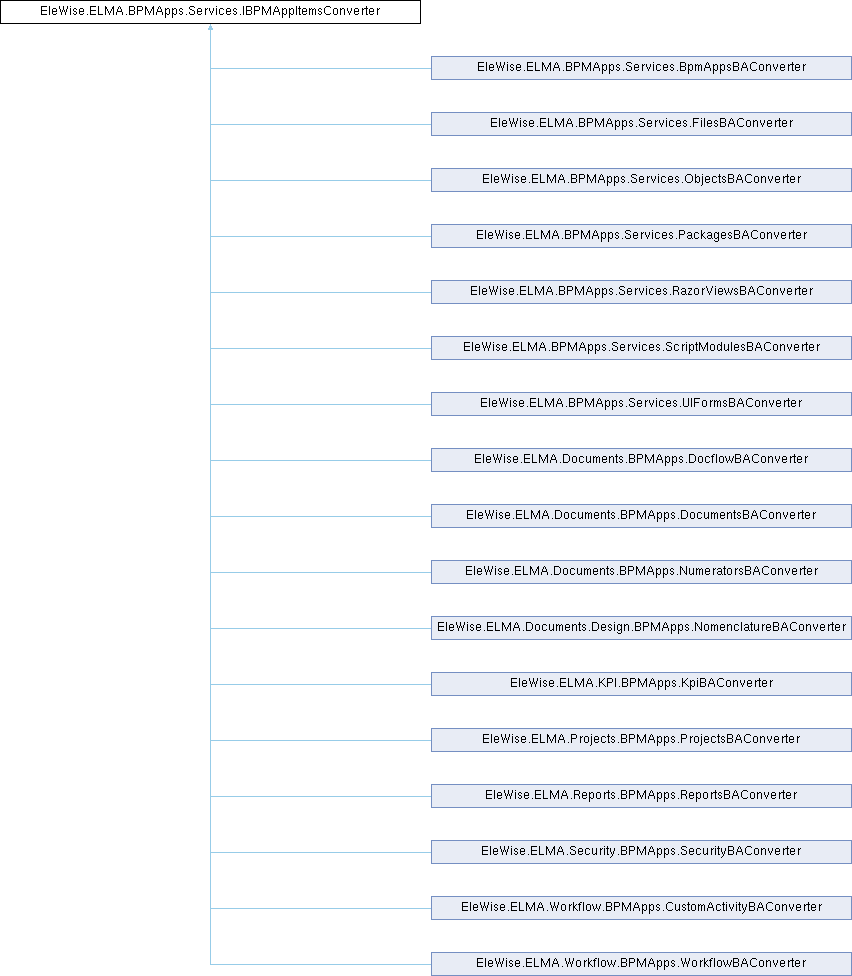 EleWise.ELMA.BPMApps.Services.IBPMAppItemsConverter
EleWise.ELMA.BPMApps.Services.BpmAppsBAConverter
EleWise.ELMA.BPMApps.Services.FilesBAConverter
EleWise.ELMA.BPMApps.Services.ObjectsBAConverter
EleWise.ELMA.BPMApps.Services.PackagesBAConverter
EleWise.ELMA.BPMApps.Services.RazorViewsBAConverter
EleWise.ELMA.BPMApps.Services.ScriptModulesBAConverter
EleWise.ELMA.BPMApps.Services.UIFormsBAConverter
EleWise.ELMA.Documents.BPMApps.DocflowBAConverter
EleWise.ELMA.Documents.BPMApps.DocumentsBAConverter
EleWise.ELMA.Documents.BPMApps.NumeratorsBAConverter
EleWise.ELMA.Documents.Design.BPMApps.NomenclatureBAConverter
EleWise.ELMA.KPI.BPMApps.KpiBAConverter
EleWise.ELMA.Projects.BPMApps.ProjectsBAConverter
EleWise.ELMA.Reports.BPMApps.ReportsBAConverter
EleWise.ELMA.Security.BPMApps.SecurityBAConverter
EleWise.ELMA.Workflow.BPMApps.CustomActivityBAConverter
EleWise.ELMA.Workflow.BPMApps.WorkflowBAConverter